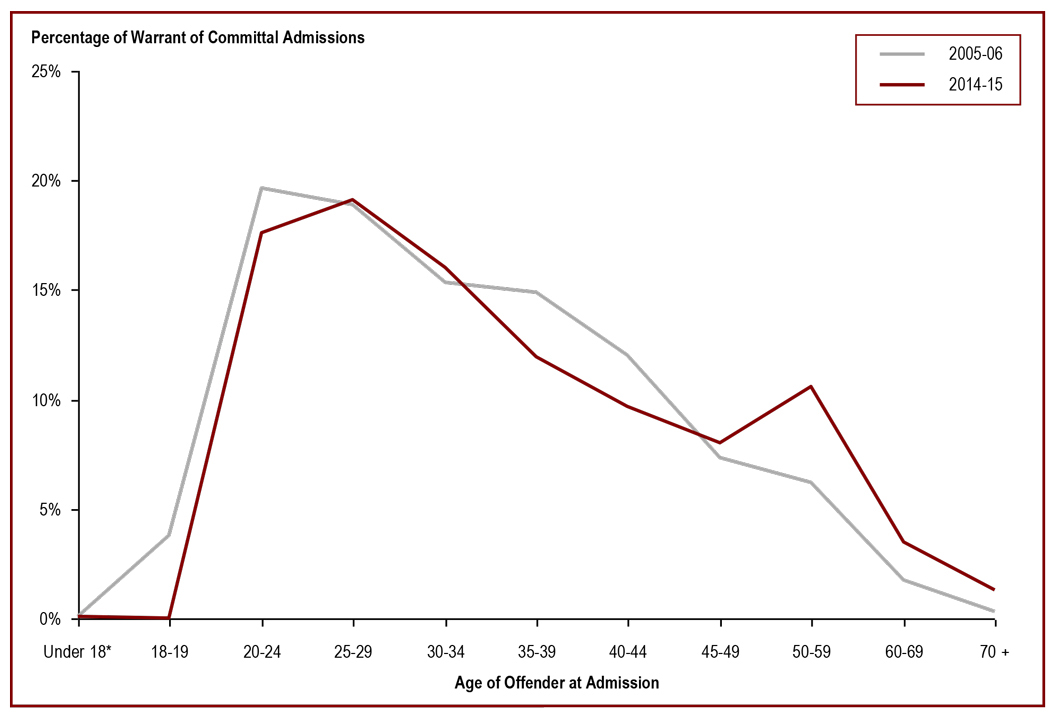 Percentage of Warrant of Committal Admissions
2005-06
2014-15
25%
20%
15%
10%
5%
0%
Under 18* 18-19 20-24 25-29 30-34 35-39 40-44 45-49 50-59 60-69 70 +
Age of Offender at Admission